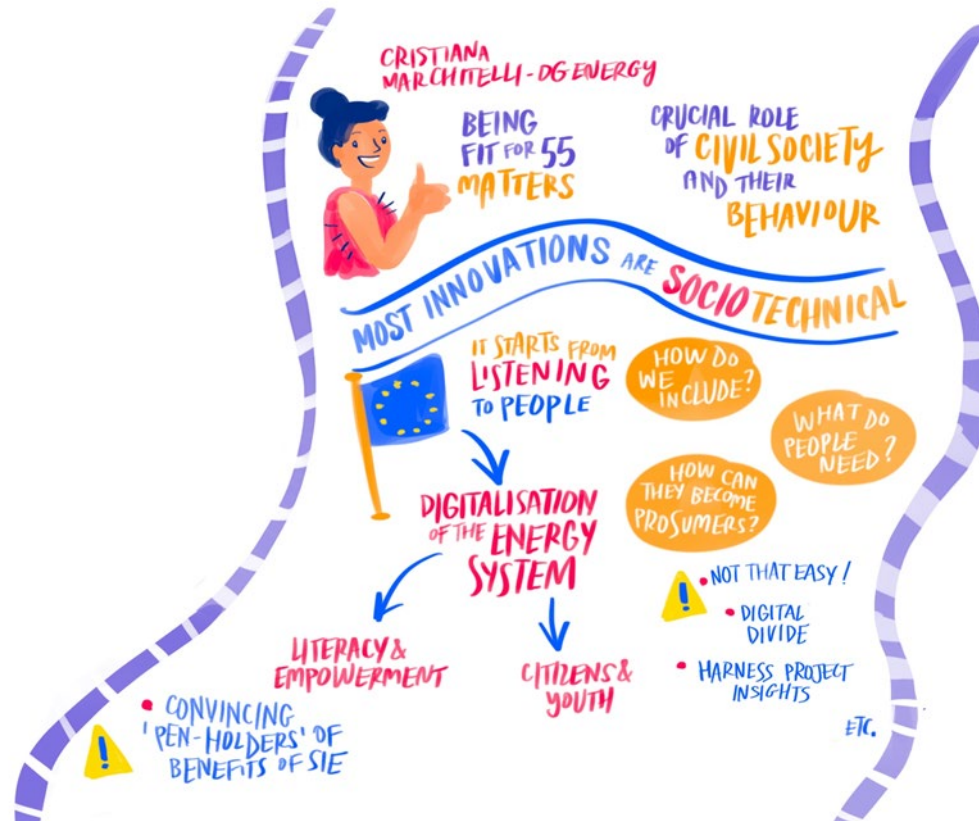 CRISTIANA
MARCHITELLI - DG ENERGY
BEING
FIT FOR 55
MATTERS
CRUCIAL ROLE
OF CIVIL SOCIETY
AND THEIR
BEHAVIOUR
MOST INNOVATIONS ARE SOCIOTECHNICAL
IT STARTS FROM
LISTENING
TO PEOPLE
HOW DO
WE
INCLUDE?
WHAT DO
PEOPLE
NEED?
HOW CAN
THEY BECOME
PROSUMERS?
DIGITALISATION
OF THE ENERGY
SYSTEM
! • NOT THAT EASY!
• DIGITAL
DIVIDE
• HARNESS PROJECT
INSIGHTS
ETC.
LITERACY &
EMPOWERMENT
CITIZENS &
YOUTH
! • CONVINCING
'PEN-HOLDERS' OF
BENEFITS OF SIE